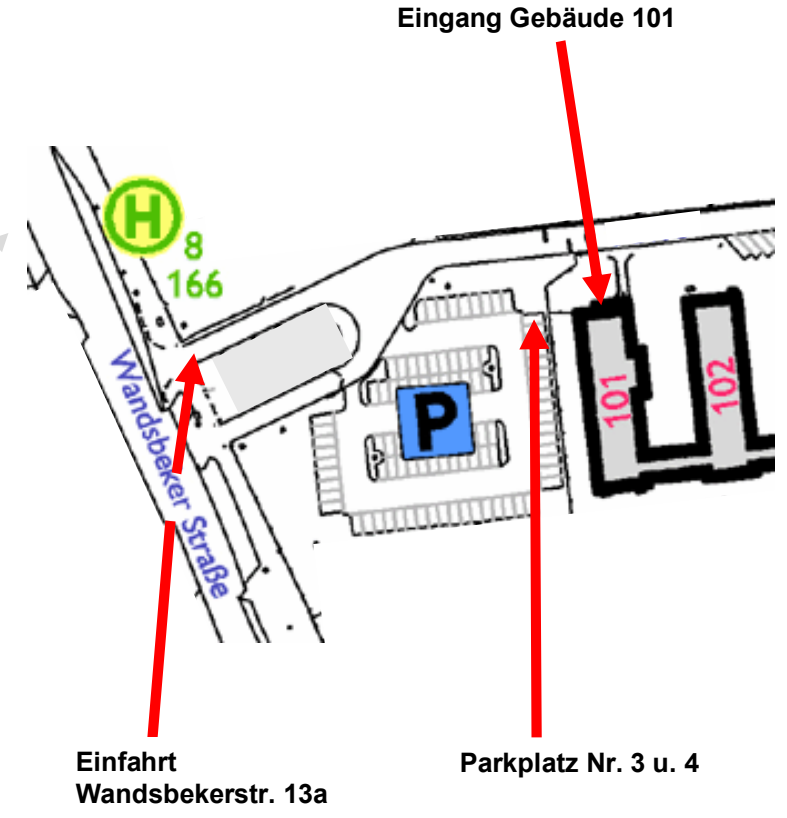 Eingang Gebäude 101
H
8
166
Wandsbeker Straße
P
101
102
Einfahrt
Wandsbekerstr. 13a
Parkplatz Nr. 3 u. 4